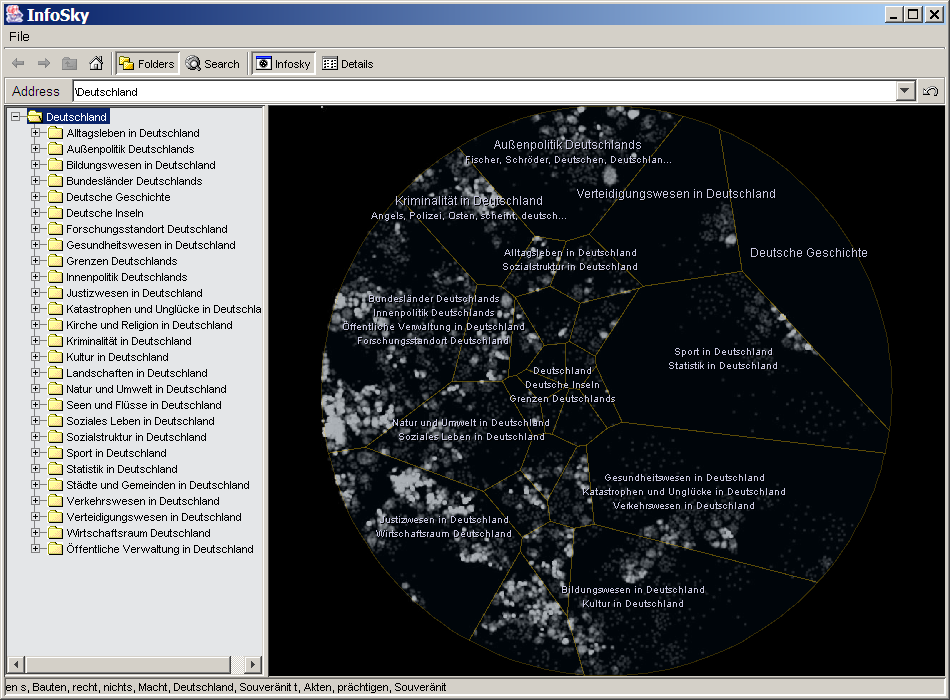 InfoSky
File
Folders Search Infosky Details
Address \Deutschland
Deutschland
Alltagsleben in Deutschland
Außenpolitik Deutschlands
Bildungswesen in Deutschland
Bundesländer Deutschlands
Deutsche Geschichte
Deutsche Inseln
Forschungsstandort Deutschland
Gesundheitswesen in Deutschland
Grenzen Deutschlands
Innenpolitik Deutschlands
Justizwesen in Deutschland
Katastrophen und Unglücke in Deutschla
Kirche und Religion in Deutschland
Kriminalität in Deutschland
Kultur in Deutschland
Landschaften in Deutschland
Natur und Umwelt in Deutschland
Seen und Flüsse in Deutschland
Soziales Leben in Deutschland
Sozialstruktur in Deutschland
Sport in Deutschland
Statistik in Deutschland
Städte und Gemeinden in Deutschland
Verkehrswesen in Deutschland
Verteidigungswesen in Deutschland
Wirtschaftsraum Deutschland
Öffentliche Verwaltung in Deutschland
Außenpolitik Deutschlands
Fischer, Schröder, Deutschen, Deutschlan...
Verteidigungswesen in Deutschland
Kriminalität in Deutschland
Angels, Polizei, Osten, scheint, deutsch...
Alltagsleben in Deutschland
Sozialstruktur in Deutschland
Deutsche Geschichte
Bundesländer Deutschlands
Innenpolitik Deutschlands
Öffentliche Verwaltung in Deutschland
Forschungsstandort Deutschland
Sport in Deutschland
Statistik in Deutschland
Deutschland
Deutsche Inseln
Grenzen Deutschlands
Natur und Umwelt in Deutschland
Soziales Leben in Deutschland
Gesundheitswesen in Deutschland
Katastrophen und Unglücke in Deutschland
Verkehrswesen in Deutschland
Justizwesen in Deutschland
Wirtschaftsraum Deutschland
Bildungswesen in Deutschland
Kultur in Deutschland
en s, Bauten, recht, nichts, Macht, Deutschland, Souveränit t, Akten, prächtigen, Souveränit